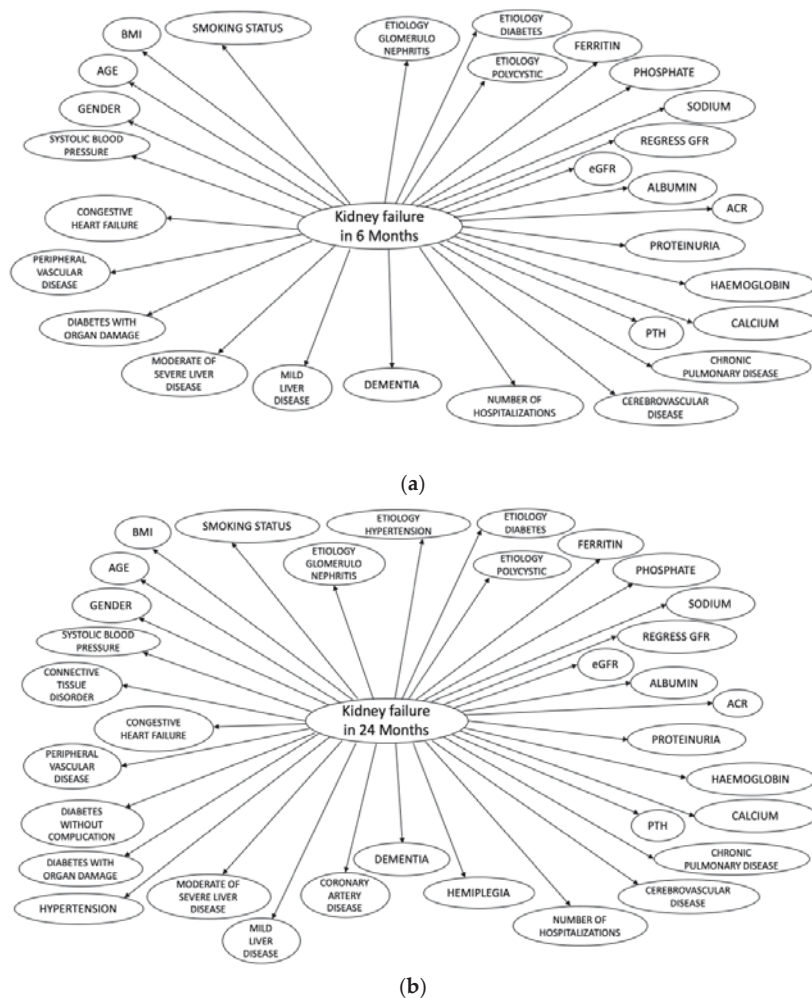 BMI
SMOKING STATUS
AGE
GENDER
SYSTOLIC BLOOD
PRESSURE
CONGESTIVE
HEART FAILURE
PERIPHERAL
VASCULAR
DISEASE
DIABETES WITH
ORGAN DAMAGE
MODERATE OF
SEVERE LIVER
DISEASE
MILD
LIVER
DISEASE
DEMENTIA
NUMBER OF
HOSPITALIZATIONS
CEREBROVASCULAR
DISEASE
CHRONIC
PULMONARY DISEASE
PTH
CALCIUM
HAEMOGLOBIN
PROTEINURIA
ACR
ALBUMIN
eGFR
REGRESS GFR
SODIUM
PHOSPHATE
FERRITIN
ETIOLOGY
POLYCYSTIC
ETIOLOGY
DIABETES
ETIOLOGY
GLOMERULO
NEPHRITIS
Kidney failure
in 6 Months
(a)
BMI
SMOKING STATUS
AGE
GENDER
SYSTOLIC BLOOD
PRESSURE
CONNECTIVE
TISSUE
DISORDER
CONGESTIVE
HEART FAILURE
PERIPHERAL
VASCULAR
DISEASE
DIABETES
WITHOUT
COMPLICATION
DIABETES WITH
ORGAN DAMAGE
HYPERTENSION
MODERATE OF
SEVERE LIVER
DISEASE
MILD
LIVER
DISEASE
CORONARY
ARTERY
DISEASE
DEMENTIA
HEMIPLEGIA
NUMBER OF
HOSPITALIZATIONS
CEREBROVASCULAR
DISEASE
CHRONIC
PULMONARY DISEASE
PTH
CALCIUM
HAEMOGLOBIN
PROTEINURIA
ACR
ALBUMIN
eGFR
REGRESS GFR
SODIUM
PHOSPHATE
FERRITIN
ETIOLOGY
POLYCYSTIC
ETIOLOGY
DIABETES
ETIOLOGY
HYPERTENSION
ETIOLOGY
GLOMERULO
NEPHRITIS
Kidney failure
in 24 Months
(b)